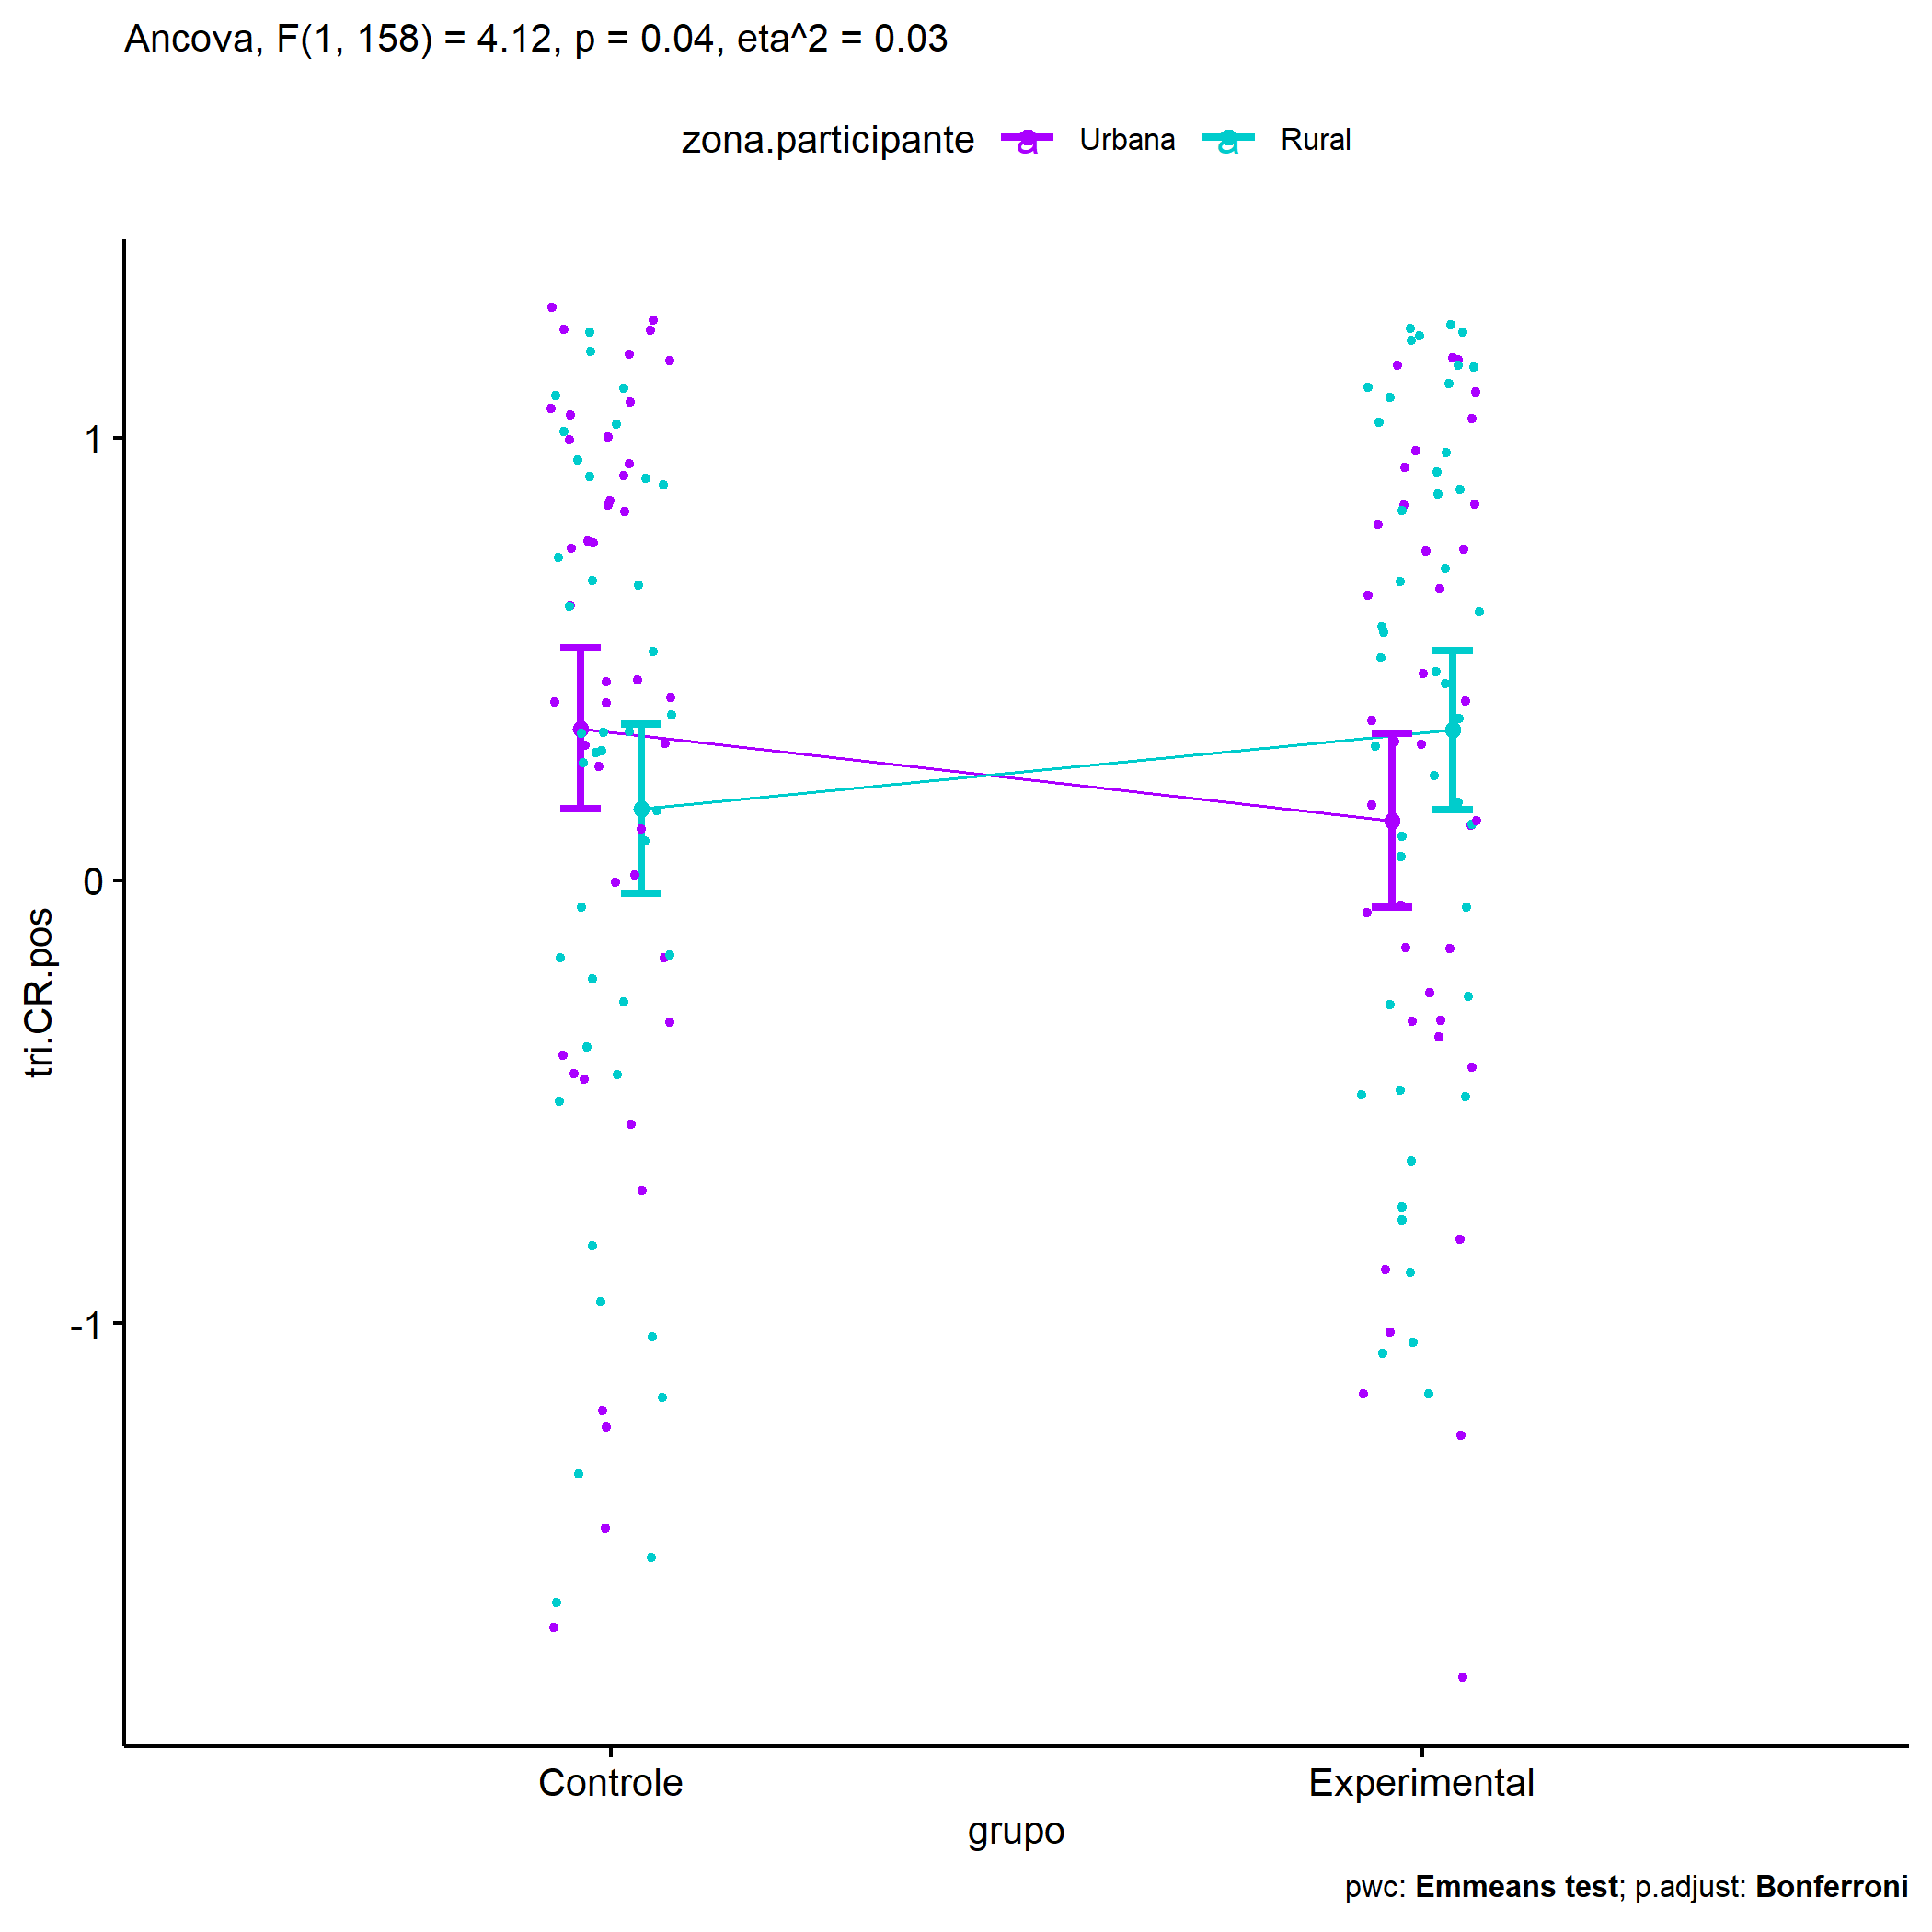 Ancova, F(1, 158) = 4.12, p = 0.04, eta^2 = 0.03
zona.participante a Urbana a Rural
1
0
-1
tri.CR.pos
Controle Experimental
grupo
pwc: Emmeans test; p.adjust: Bonferroni